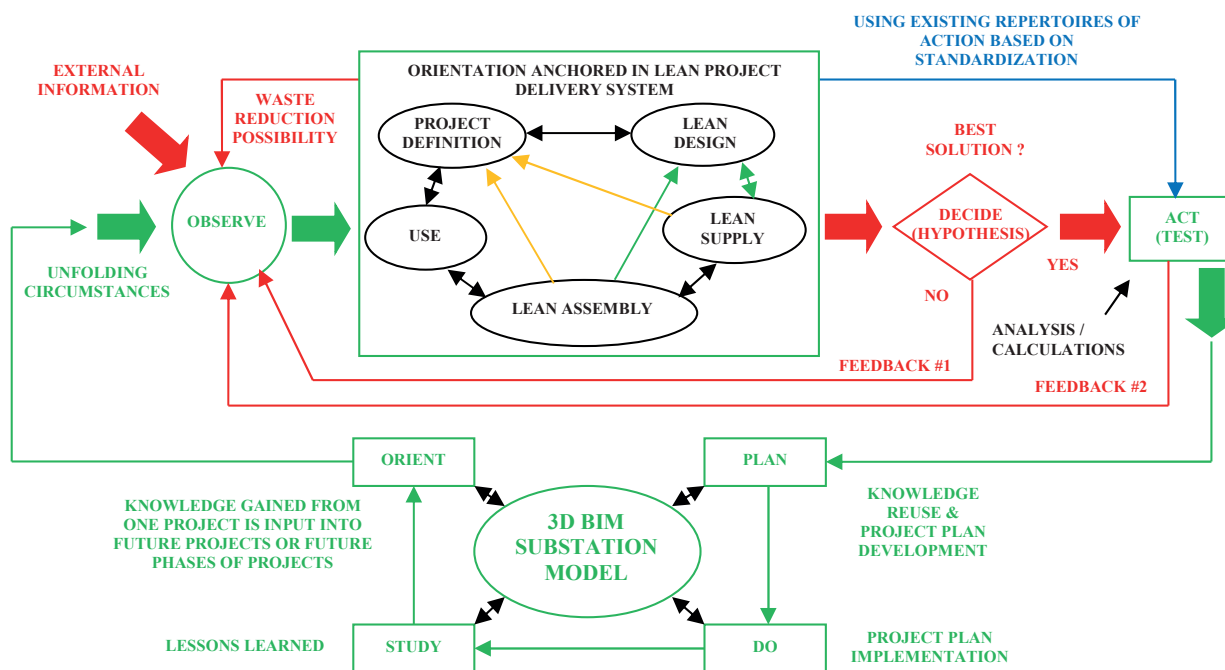 USING EXISTING REPERTOIRES OF
ACTION BASED ON
STANDARDIZATION
EXTERNAL
INFORMATION
WASTE
REDUCTION
POSSIBILITY
ORIENTATION ANCHORED IN LEAN PROJECT
DELIVERY SYSTEM
PROJECT
DEFINITION
LEAN
DESIGN
USE
LEAN
SUPPLY
LEAN ASSEMBLY
OBSERVE
UNFOLDING
CIRCUMSTANCES
BEST
SOLUTION ?
DECIDE
(HYPOTHESIS)
YES
NO
ACT
(TEST)
ANALYSIS /
CALCULATIONS
FEEDBACK #1
FEEDBACK #2
ORIENT
PLAN
KNOWLEDGE GAINED FROM
ONE PROJECT IS INPUT INTO
FUTURE PROJECTS OR FUTURE
PHASES OF PROJECTS
3D BIM
SUBSTATION
MODEL
KNOWLEDGE
REUSE &
PROJECT PLAN
DEVELOPMENT
LESSONS LEARNED
STUDY
DO
PROJECT PLAN
IMPLEMENTATION